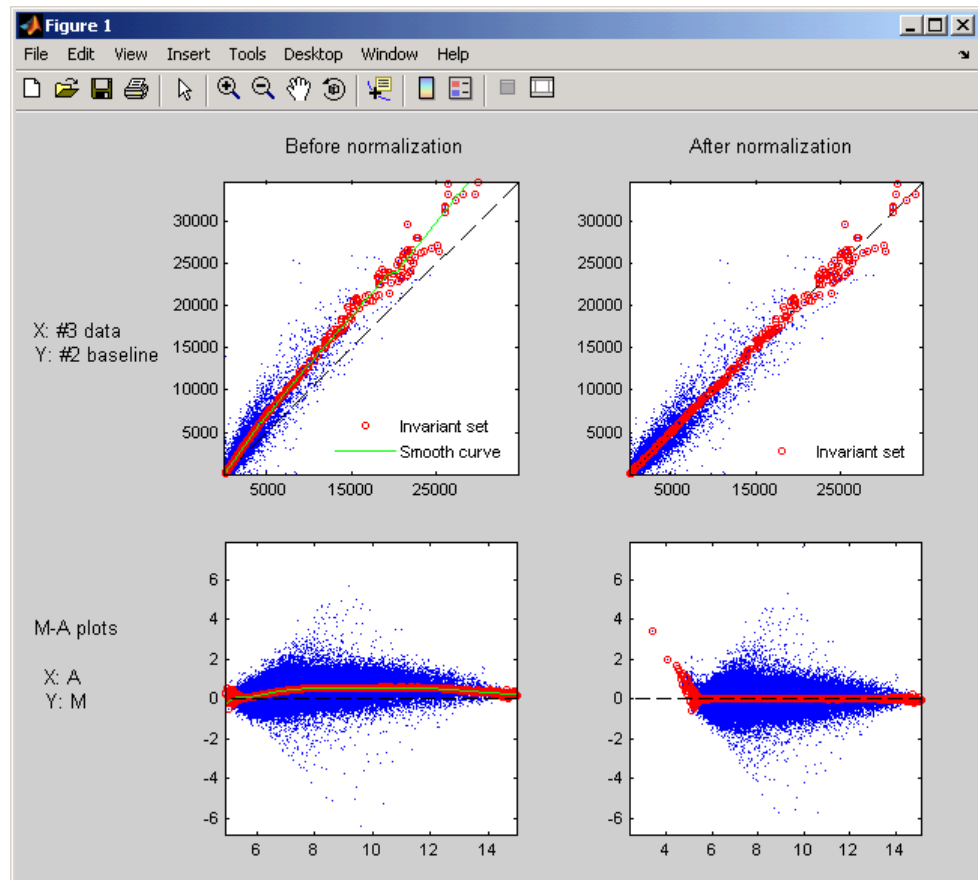 Figure 1
File Edit View Insert Tools Desktop Window Help
Before normalization
After normalization
X: #3 data
Y: #2 baseline
30000
25000
20000
15000
10000
5000
Invariant set
Smooth curve
5000 15000 25000
30000
25000
20000
15000
10000
5000
Invariant set
5000 15000 25000
M-A plots
X: A
Y: M
6
4
2
0
-2
-4
-6
6 8 10 12 14
6
4
2
0
-2
-4
-6
4 6 8 10 12 14